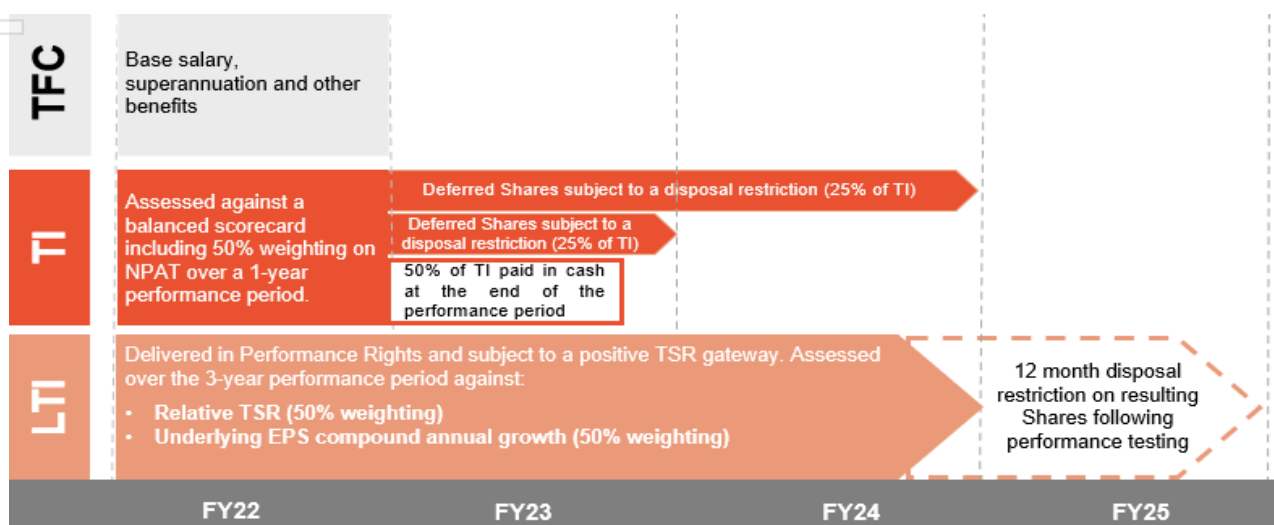 TFC
Base salary,
superannuation and other
benefits
TI
Assessed against a
balanced scorecard
including 50% weighting on
NPAT over a 1-year
performance period.
Deferred Shares subject to a disposal restriction (25% of TI)
Deferred Shares subject to a
disposal restriction (25% of TI)
50% of TI paid in cash
at the end of the
performance period
LTI
Delivered in Performance Rights and subject to a positive TSR gateway. Assessed
over the 3-year performance period against:
• Relative TSR (50% weighting)
• Underlying EPS compound annual growth (50% weighting)
12 month disposal
restriction on resulting
Shares following
performance testing
FY22 FY23 FY24 FY25